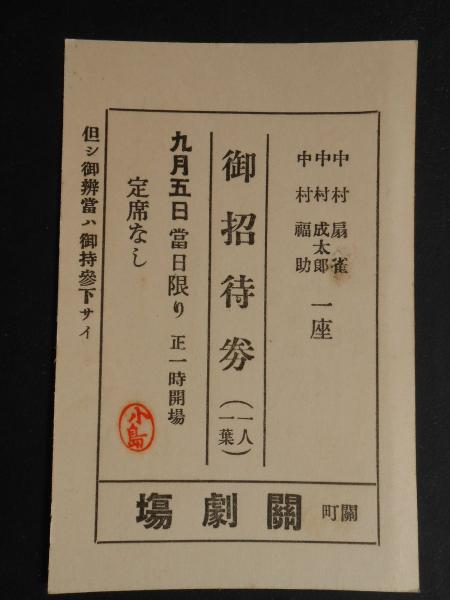 中村扇雀
中村成太郎
中村福助
一座
御招待券(一人一葉)
九月五日當日限り 正一時開場
定席なし
小島
關町 關劇場
但シ御辨當ハ御持參下サイ